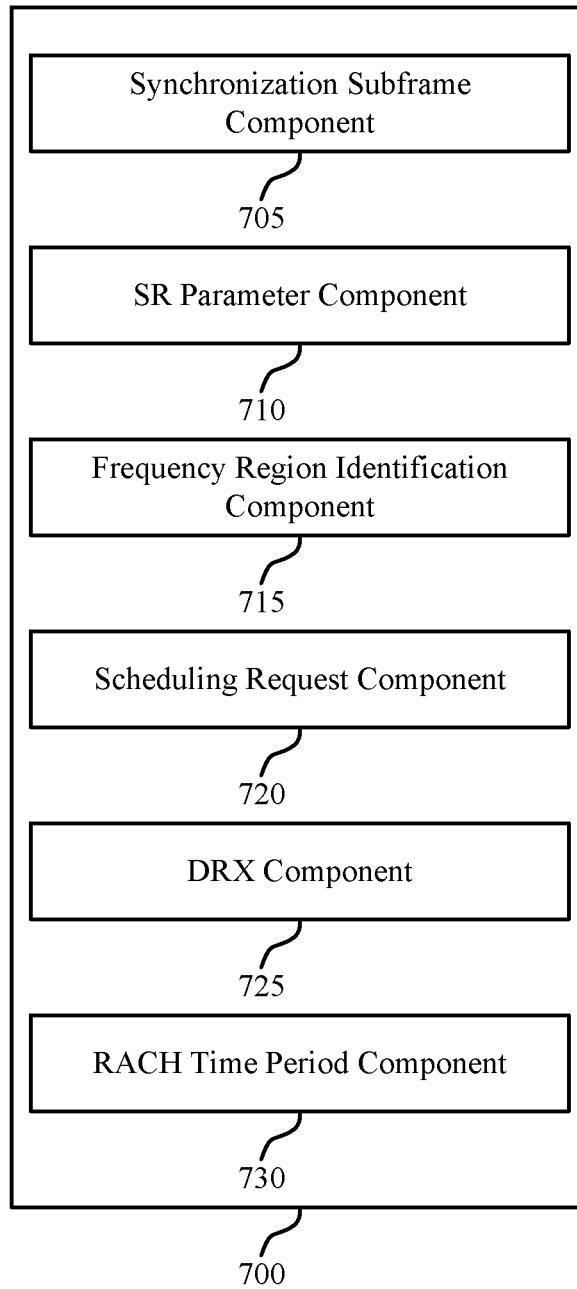 Synchronization Subframe
Component
705
SR Parameter Component
710
Frequency Region Identification
Component
715
Scheduling Request Component
720
DRX Component
725
RACH Time Period Component
730
700